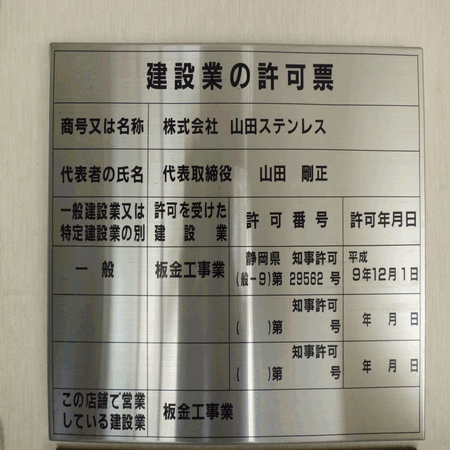 建設業の許可票
商号又は名称 株式会社 山田ステンレス
代表者の氏名 代表取締役 山田 剛正
一般建設業又は 許可を受けた 許可番号 許可年月日
特定建設業の別 建設業
一般 板金工事業 静岡県 知事許可 平成
(般-9)第 29562 号 9年12月1日
知事許可
( )第 号 年 月 日
知事許可
( )第 号 年 月 日
この店舗で営業 板金工事業
している建設業